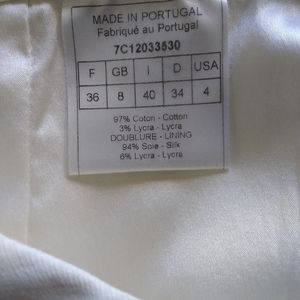 MADE IN PORTUGAL
Fabriqué au Portugal
7C12033530
F GB I D USA
36 8 40 34 4
97% Coton - Cotton
3% Lycra - Lycra
DOUBLURE - LINING
94% Soie - Silk
6% Lycra - Lycra